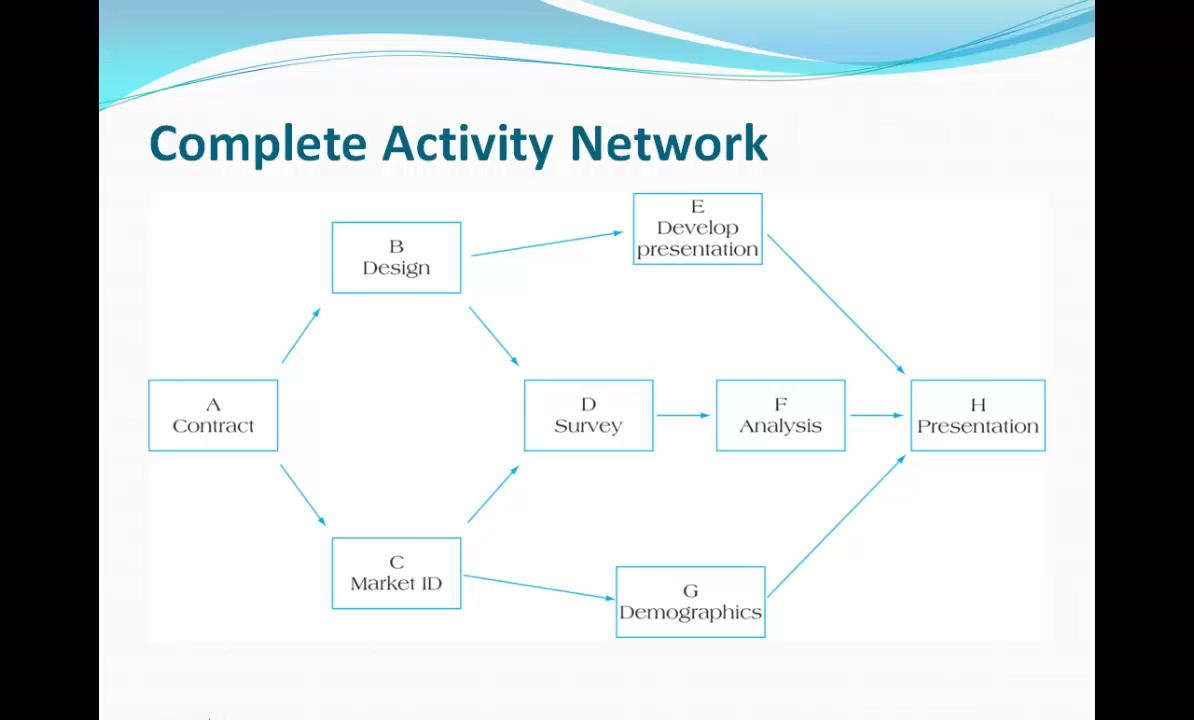 Complete Activity Network
E
Develop
presentation
B
Design
A
Contract
D
Survey
F
Analysis
H
Presentation
C
Market ID
G
Demographics